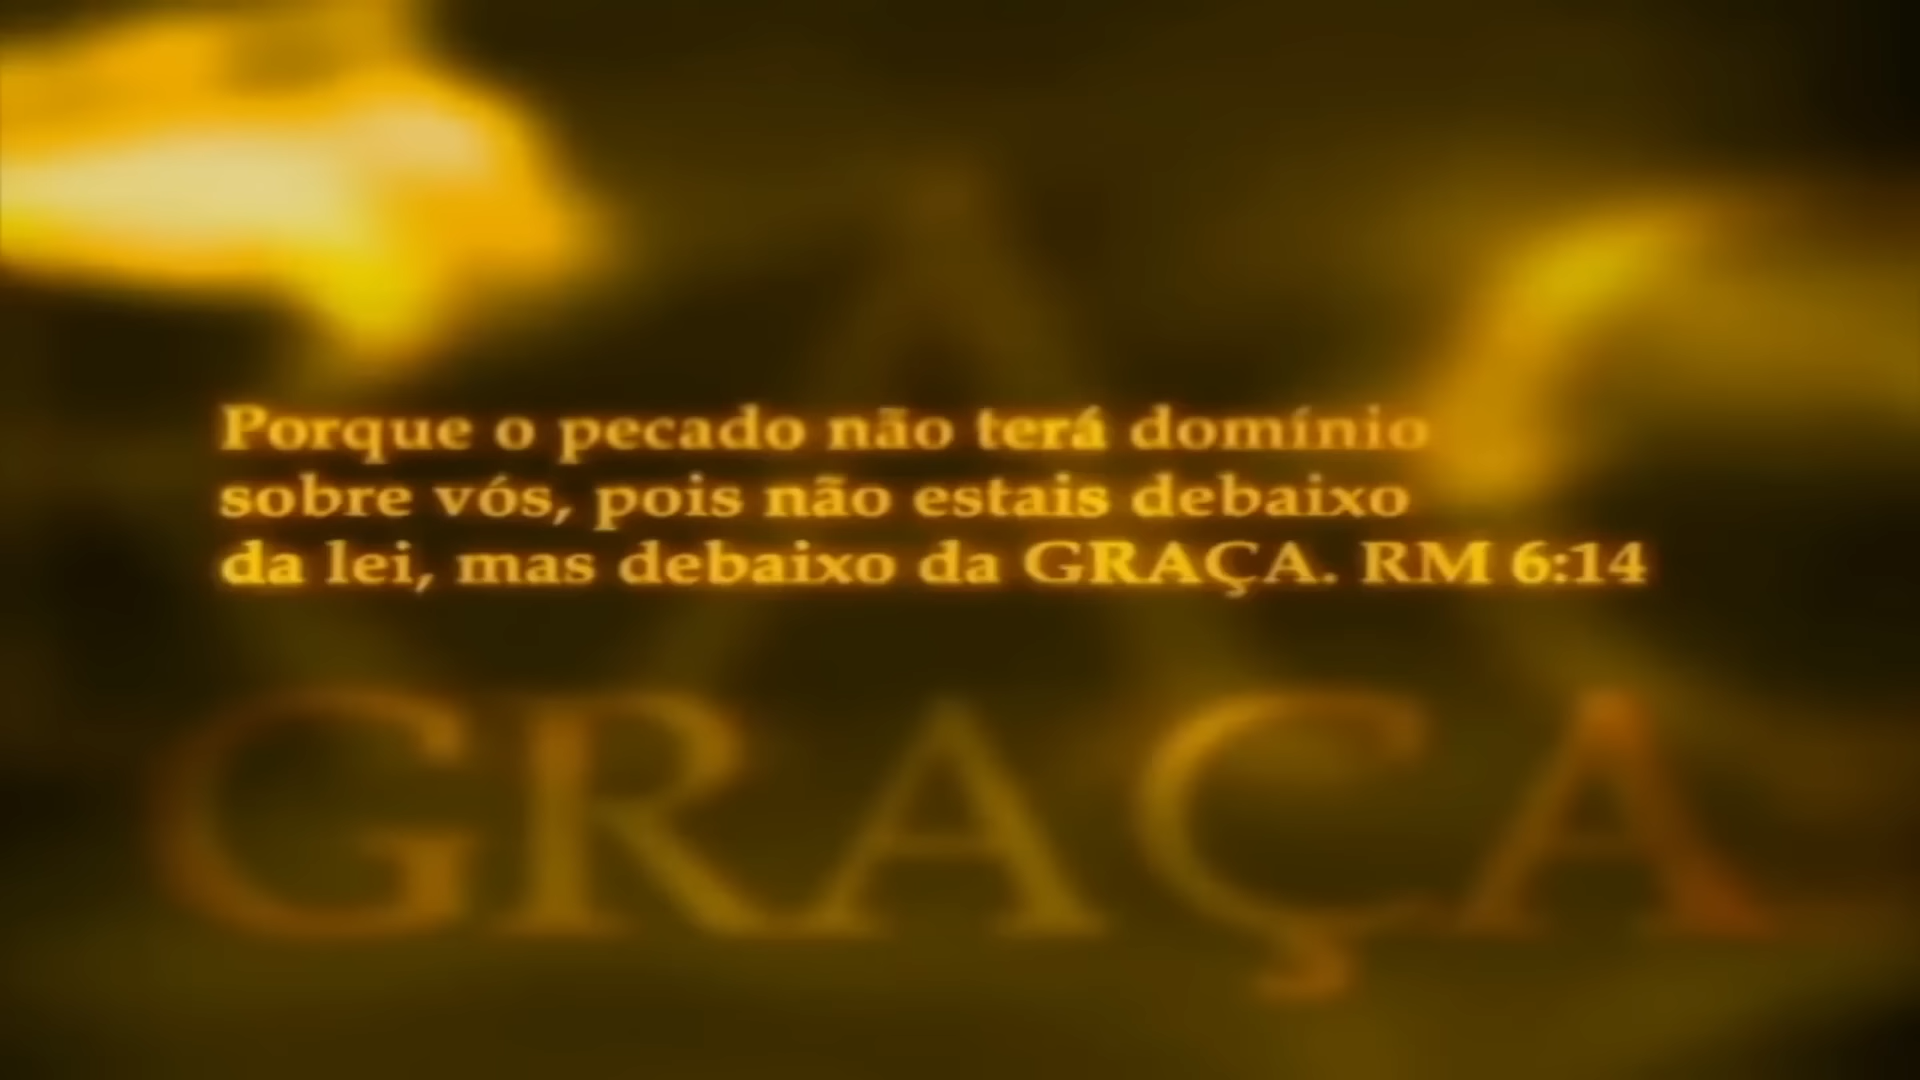 Porque o pecado não terá domínio
sobre vós, pois não estais debaixo
da lei, mas debaixo da GRAÇA. RM 6:14
GRAÇA